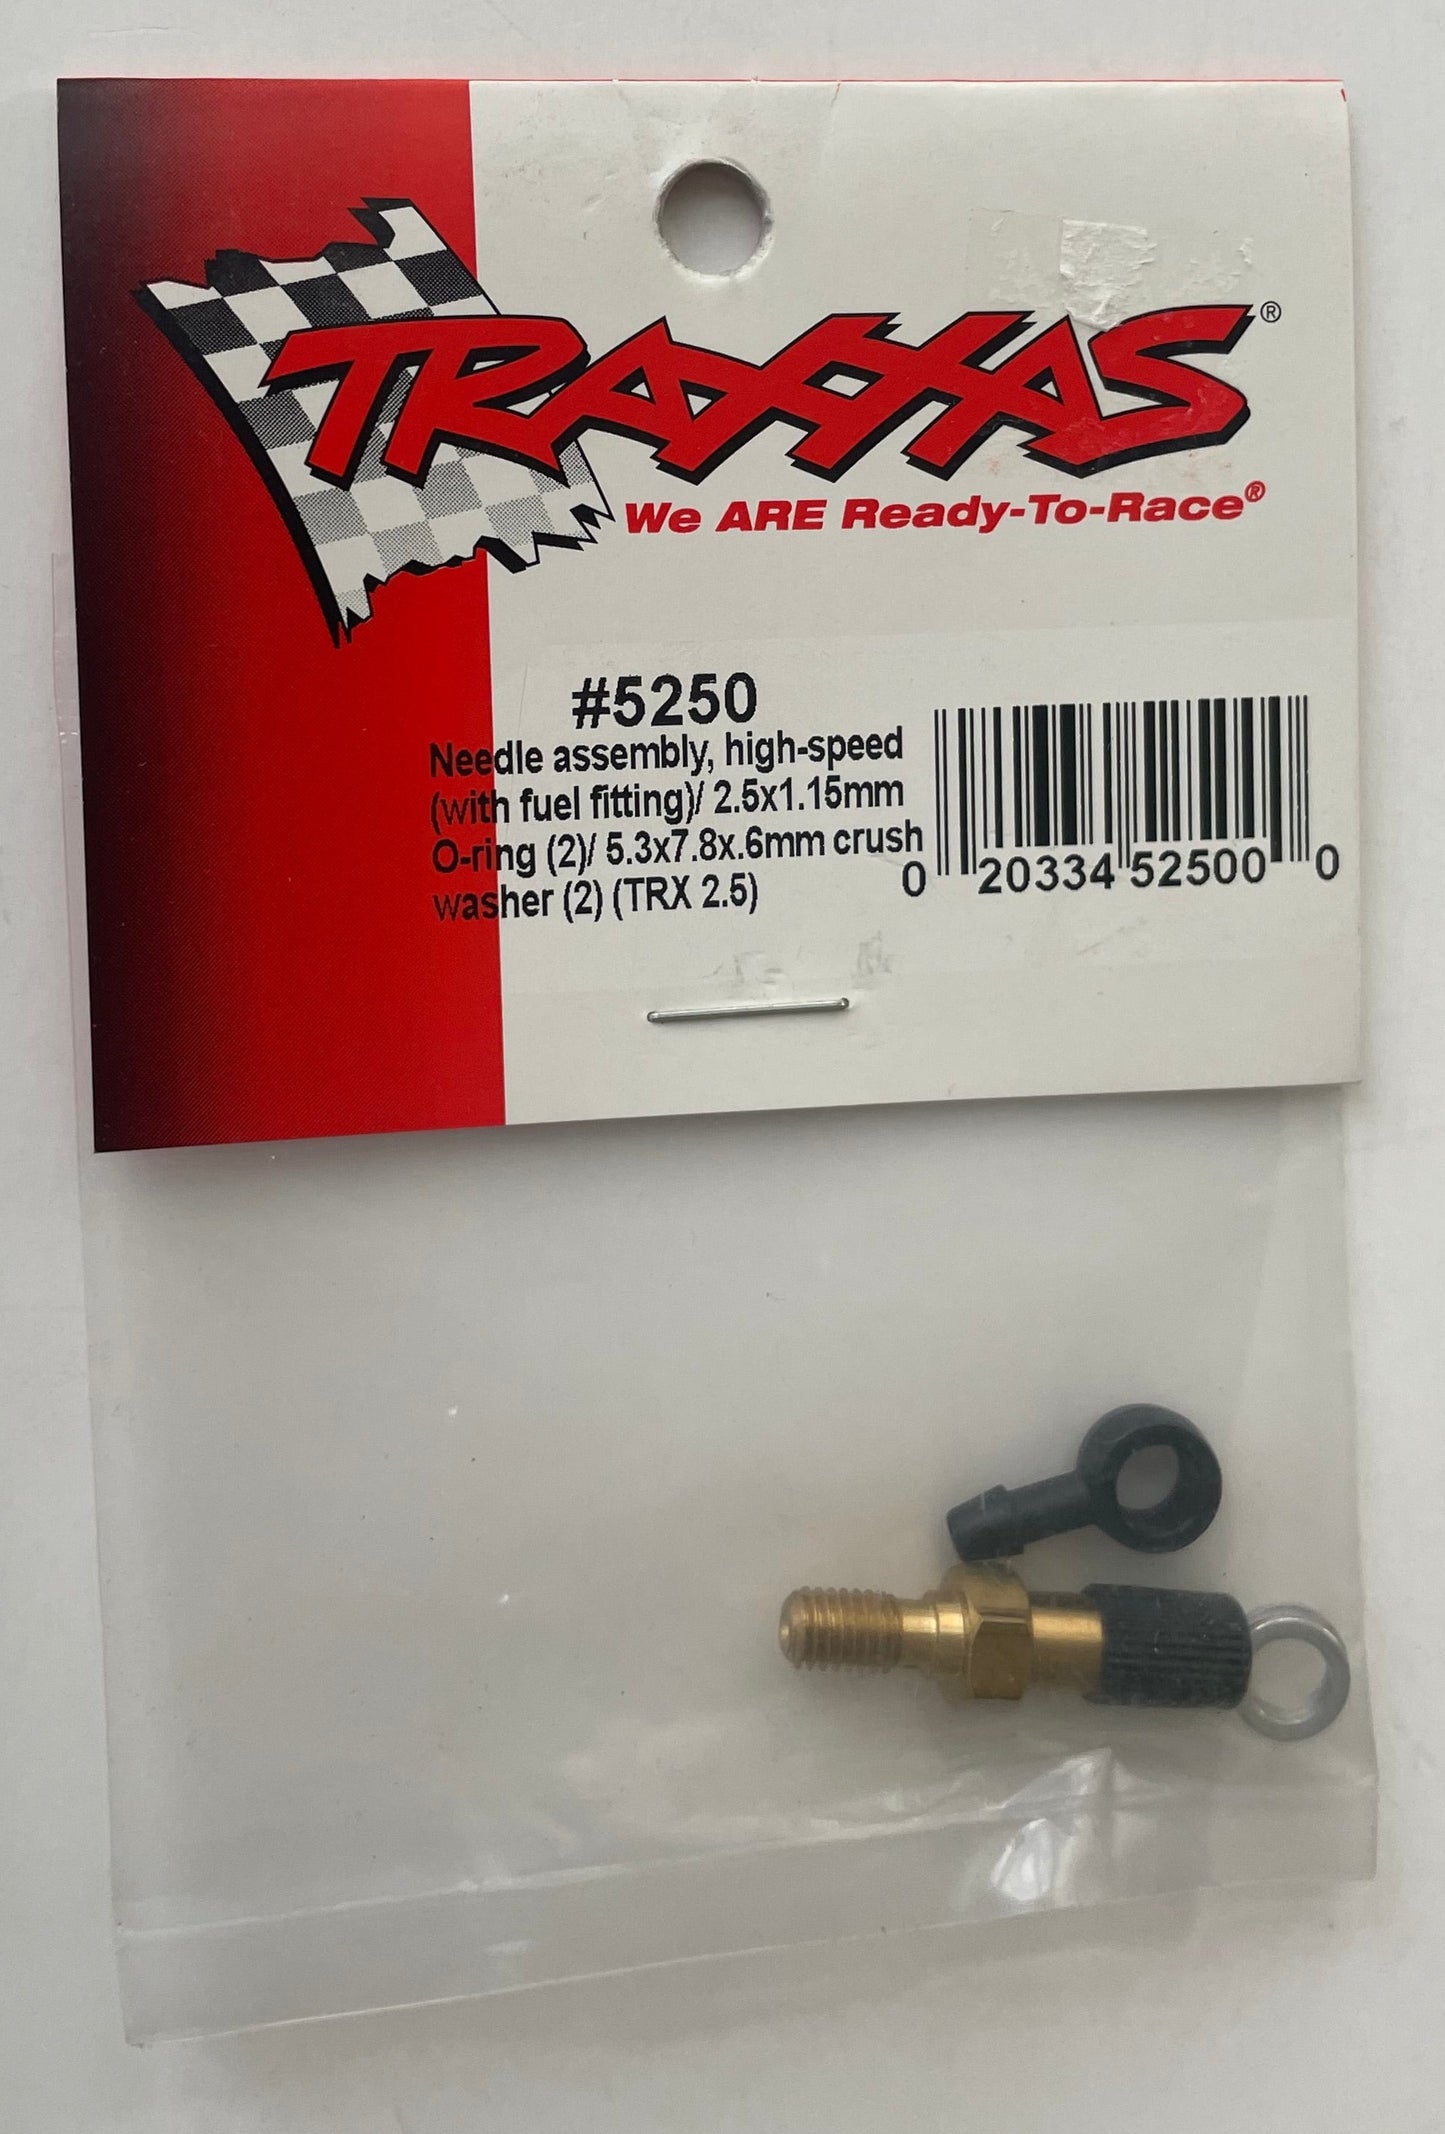 TRAXXAS®
We ARE Ready-To-Race®
#5250
Needle assembly, high-speed
(with fuel fitting)/ 2.5x1.15mm
O-ring (2)/ 5.3x7.8x.6mm crush
washer (2) (TRX 2.5)
0 20334 52500 0